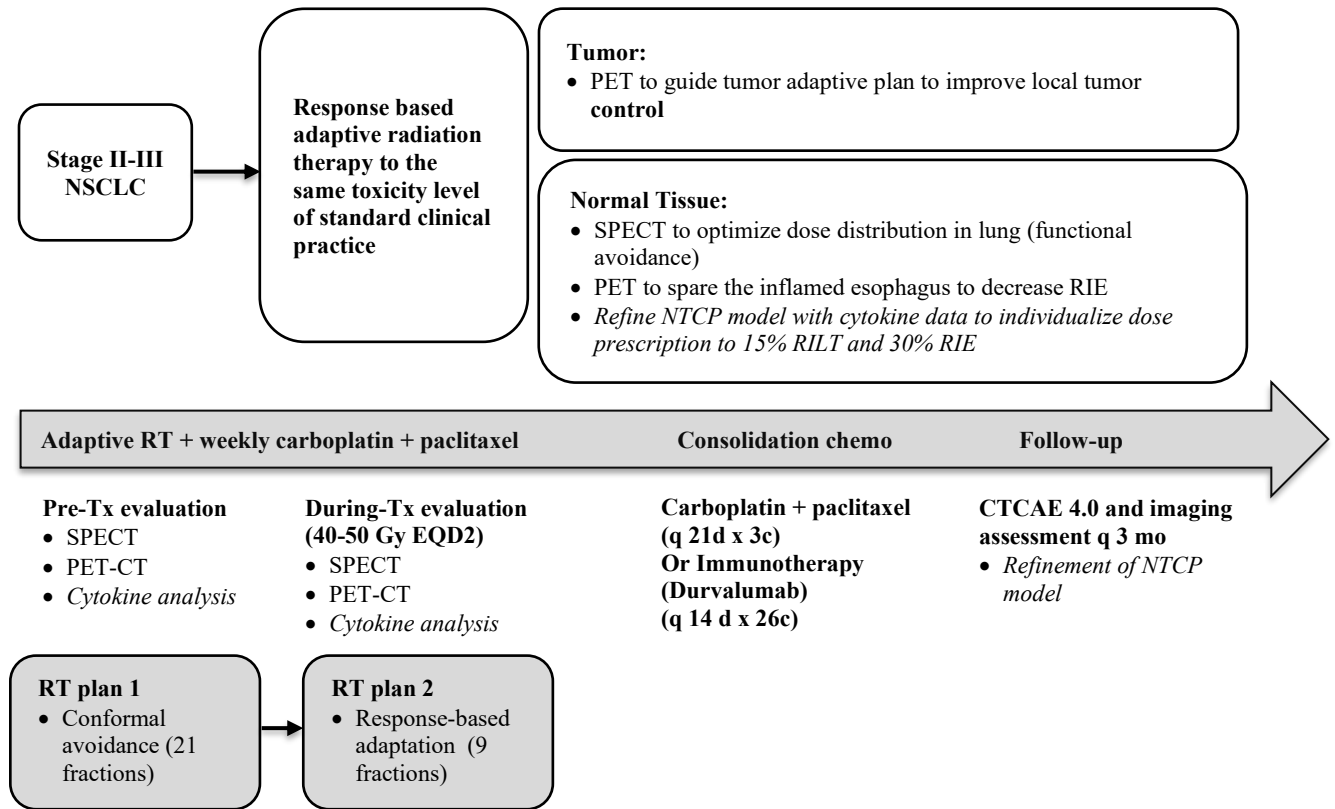 Stage II-III
NSCLC
Response based
adaptive radiation
therapy to the
same toxicity level
of standard clinical
practice
Tumor:
• PET to guide tumor adaptive plan to improve local tumor
control
Normal Tissue:
• SPECT to optimize dose distribution in lung (functional
avoidance)
• PET to spare the inflamed esophagus to decrease RIE
• Refine NTCP model with cytokine data to individualize dose
prescription to 15% RILT and 30% RIE
Adaptive RT + weekly carboplatin + paclitaxel
Consolidation chemo
Follow-up
Pre-Tx evaluation
• SPECT
• PET-CT
• Cytokine analysis
During-Tx evaluation
(40-50 Gy EQD2)
• SPECT
• PET-CT
• Cytokine analysis
Carboplatin + paclitaxel
(q 21d x 3c)
Or Immunotherapy
(Durvalumab)
(q 14 d x 26c)
CTCAE 4.0 and imaging
assessment q 3 mo
• Refinement of NTCP
model
RT plan 1
• Conformal
avoidance (21
fractions)
RT plan 2
• Response-based
adaptation (9
fractions)